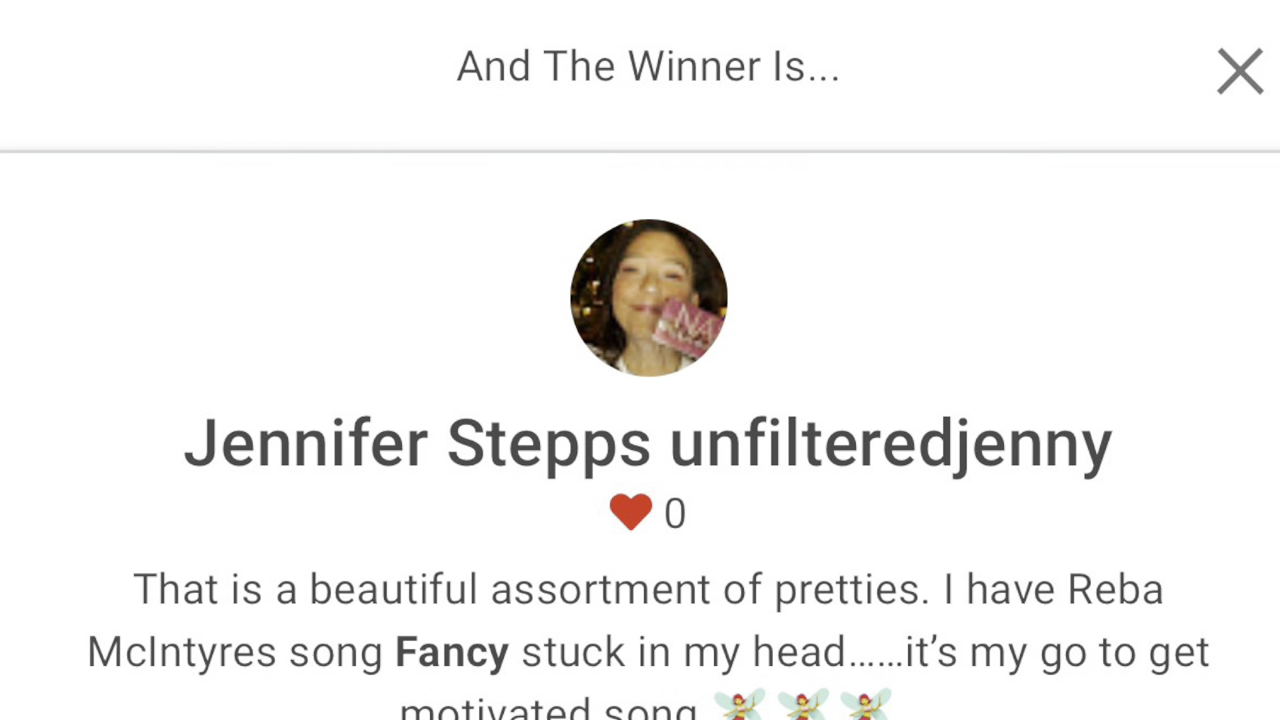 And The Winner Is...
NA
Jennifer Stepps unfilteredjenny
0
That is a beautiful assortment of pretties. I have Reba
McIntyres song Fancy stuck in my head......it’s my go to get
motivated song 🧚🧚🧚